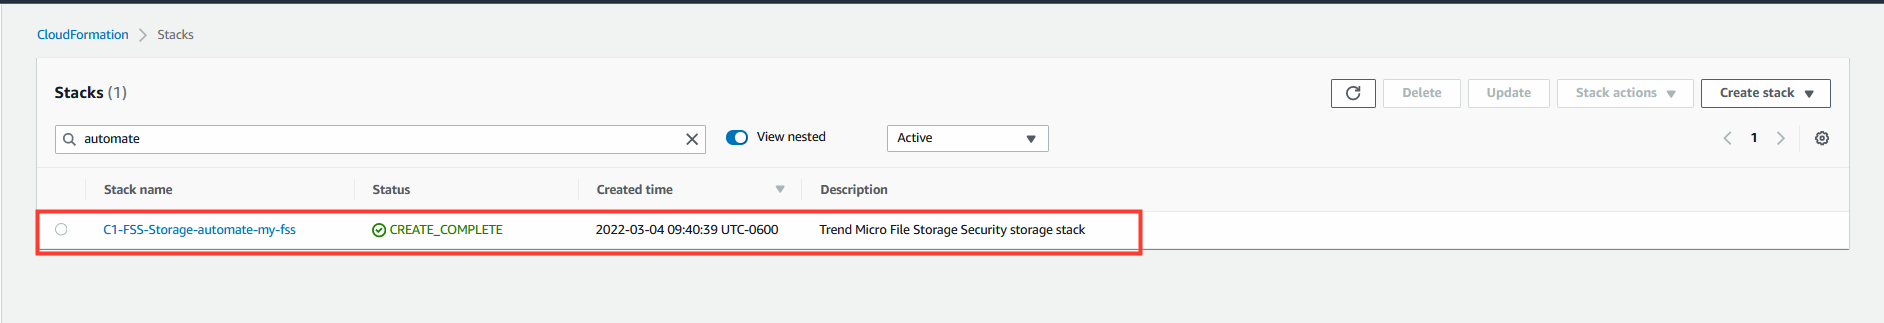 CloudFormation > Stacks
Stacks (1)
Delete Update Stack actions Create stack
automate View nested Active 1
Stack name Status Created time Description
C1-FSS-Storage-automate-my-fss CREATE_COMPLETE 2022-03-04 09:40:39 UTC-0600 Trend Micro File Storage Security storage stack